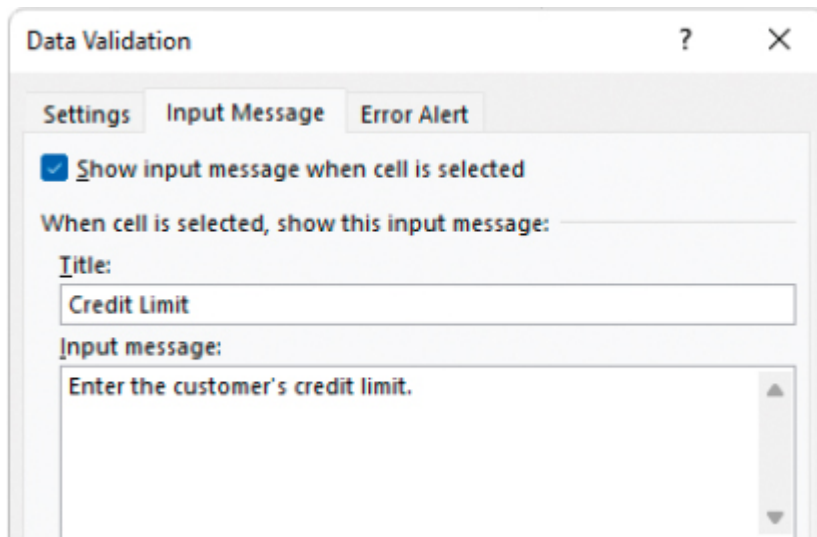 Data Validation ? ×
Settings Input Message Error Alert
Show input message when cell is selected
When cell is selected, show this input message:
Title:
Credit Limit
Input message:
Enter the customer's credit limit.